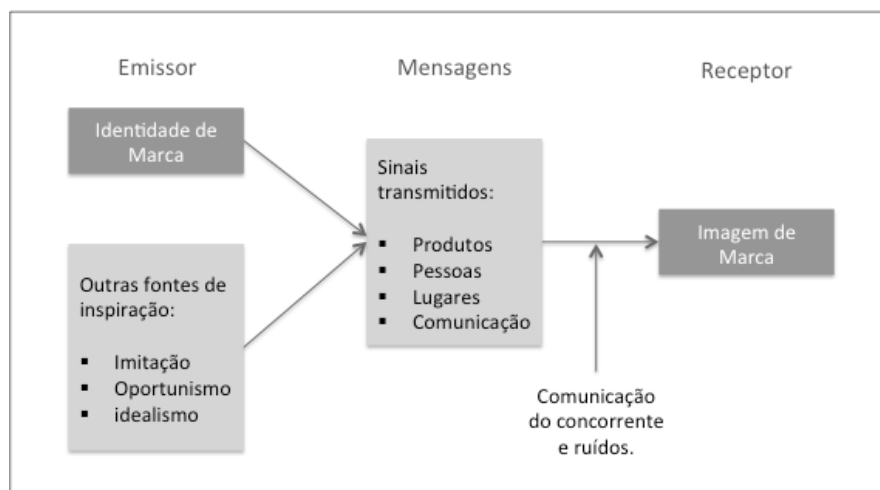 Emissor
Mensagens
Receptor
Identidade de
Marca
Outras fontes de
inspiração:
▪ Imitação
▪ Oportunismo
▪ idealismo
Sinais
transmitidos:
▪ Produtos
▪ Pessoas
▪ Lugares
▪ Comunicação
Imagem de
Marca
Comunicação
do concorrente
e ruídos.